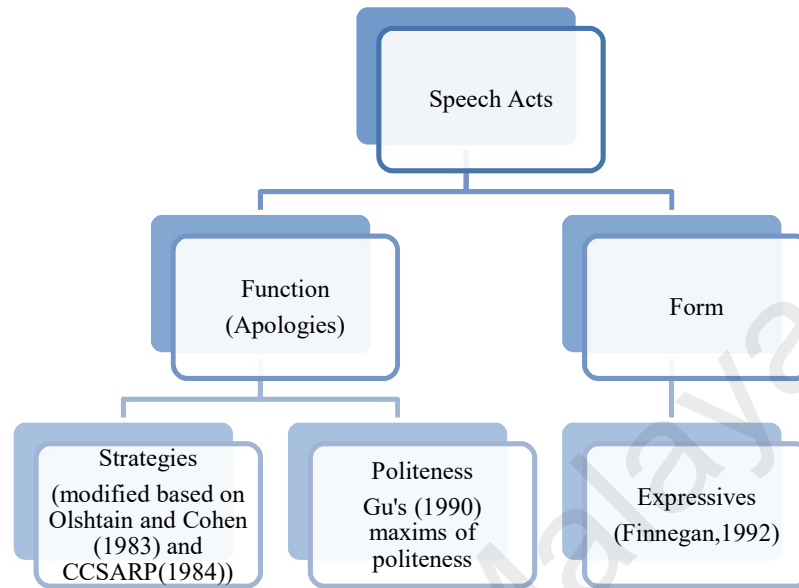 Speech Acts
Function
(Apologies)
Form
Strategies
(modified based on
Olshtain and Cohen
(1983) and
CCSARP(1984))
Politeness
Gu's (1990)
maxims of
politeness
Expressives
(Finnegan,1992)
Malaya